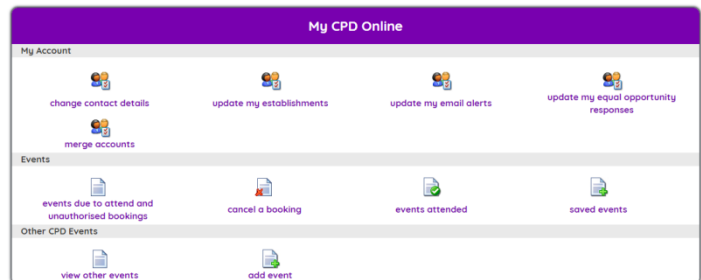 My CPD Online
My Account
change contact details
update my establishments
update my email alerts
update my equal opportunity
responses
merge accounts
Events
events due to attend and
unauthorised bookings
cancel a booking
events attended
saved events
Other CPD Events
view other events
add event